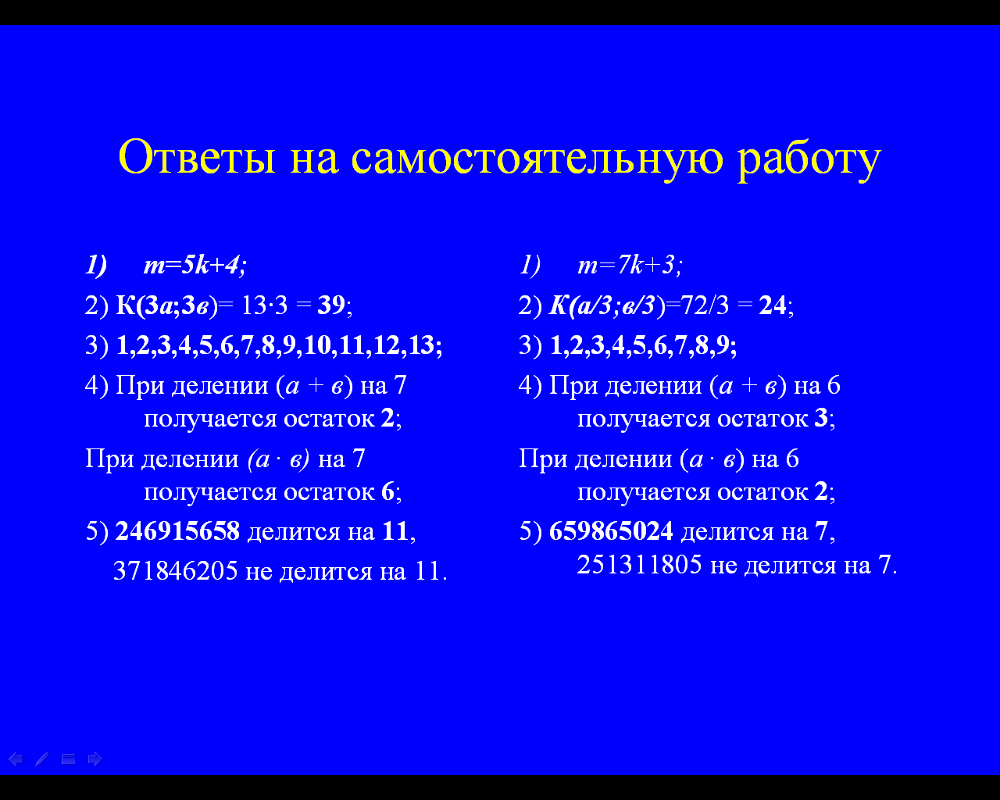 Ответы на самостоятельную работу
1) m=5k+4;
2) К(3а;3в)= 13·3 = 39;
3) 1,2,3,4,5,6,7,8,9,10,11,12,13;
4) При делении (а + в) на 7
получается остаток 2;
При делении (а · в) на 7
получается остаток 6;
5) 246915658 делится на 11,
371846205 не делится на 11.
1) m=7k+3;
2) К(а/3;в/3)=72/3 = 24;
3) 1,2,3,4,5,6,7,8,9;
4) При делении (а + в) на 6
получается остаток 3;
При делении (а · в) на 6
получается остаток 2;
5) 659865024 делится на 7,
251311805 не делится на 7.